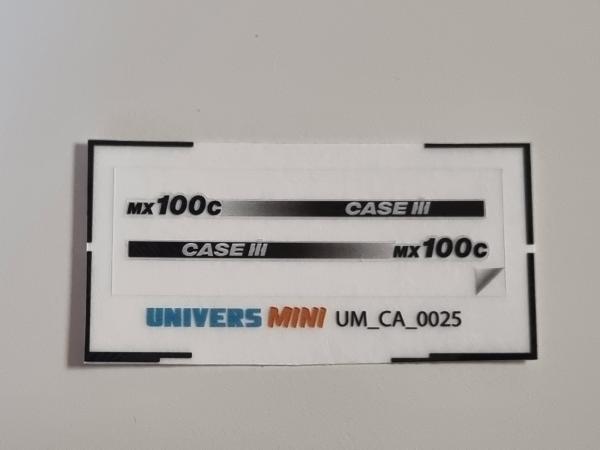 MX100C CASE III
CASE III MX100C
UNIVERS MINI UM_CA_0025